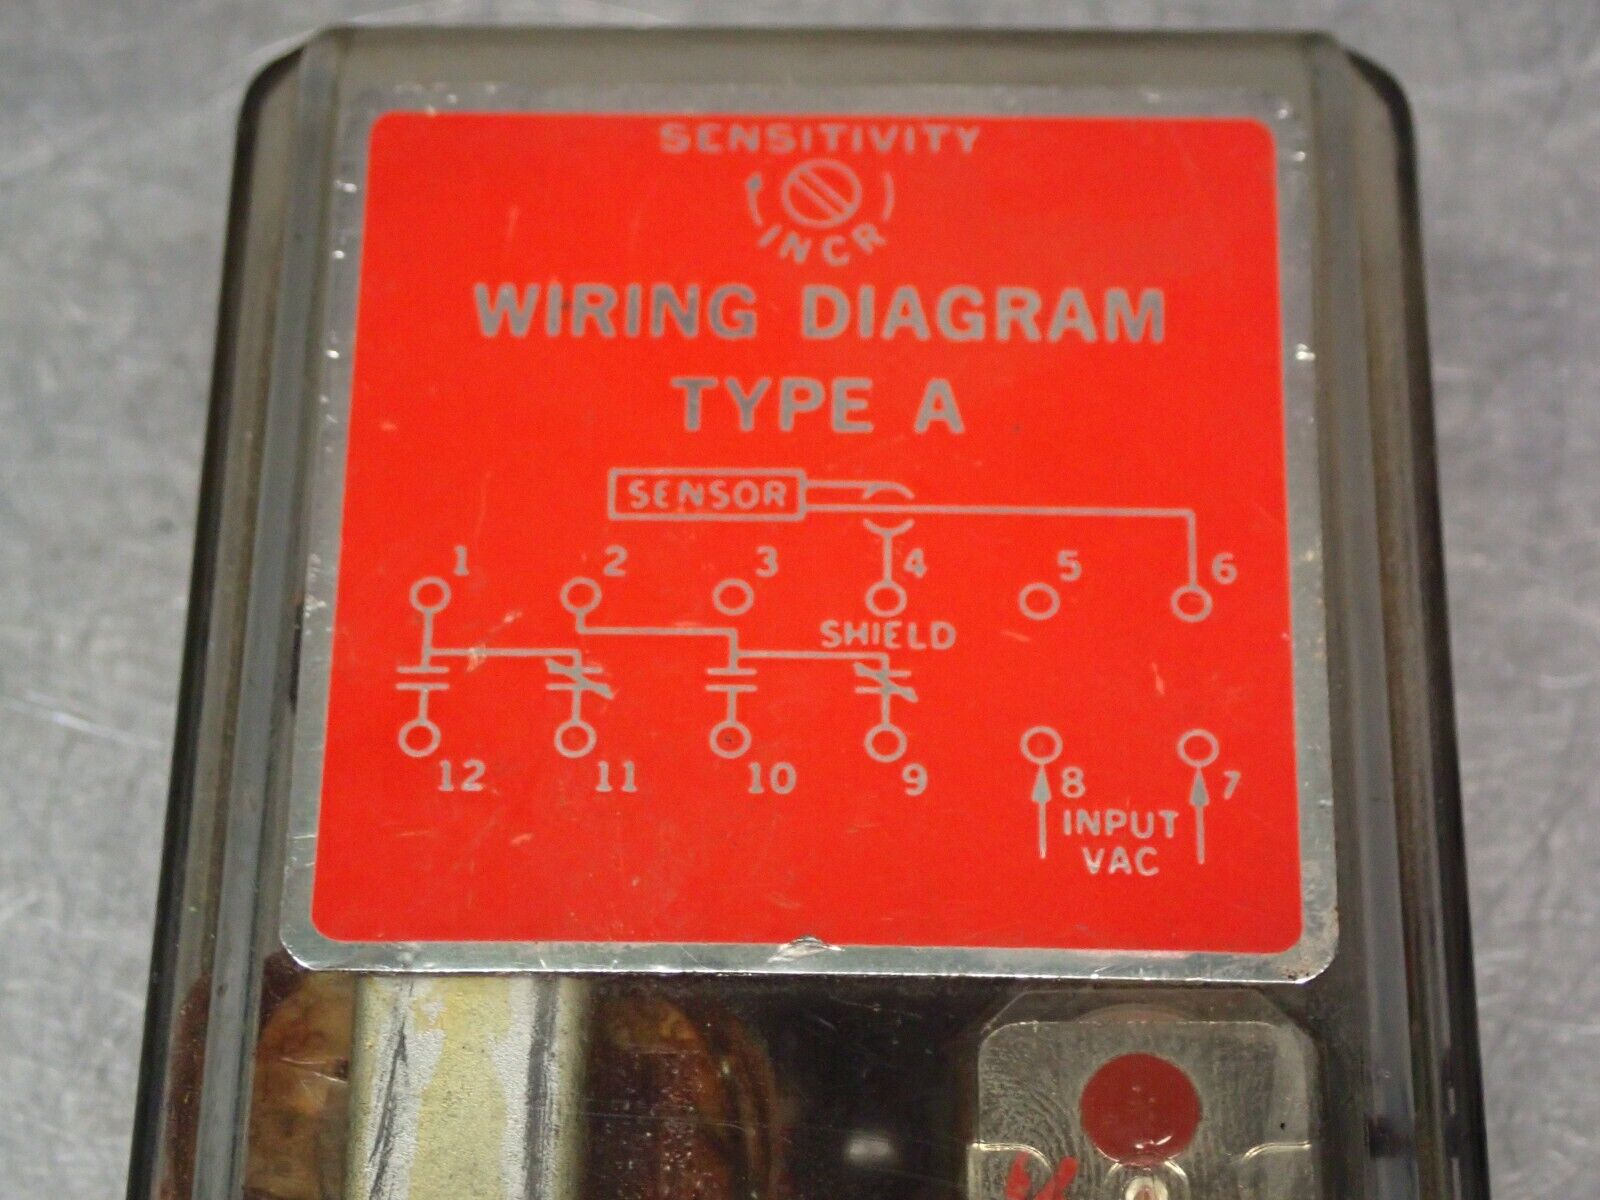 SENSITIVITY
INCR
WIRING DIAGRAM
TYPE A
SENSOR
1 2 3 4 5 6
SHIELD
12 11 10 9 8 7
INPUT
VAC